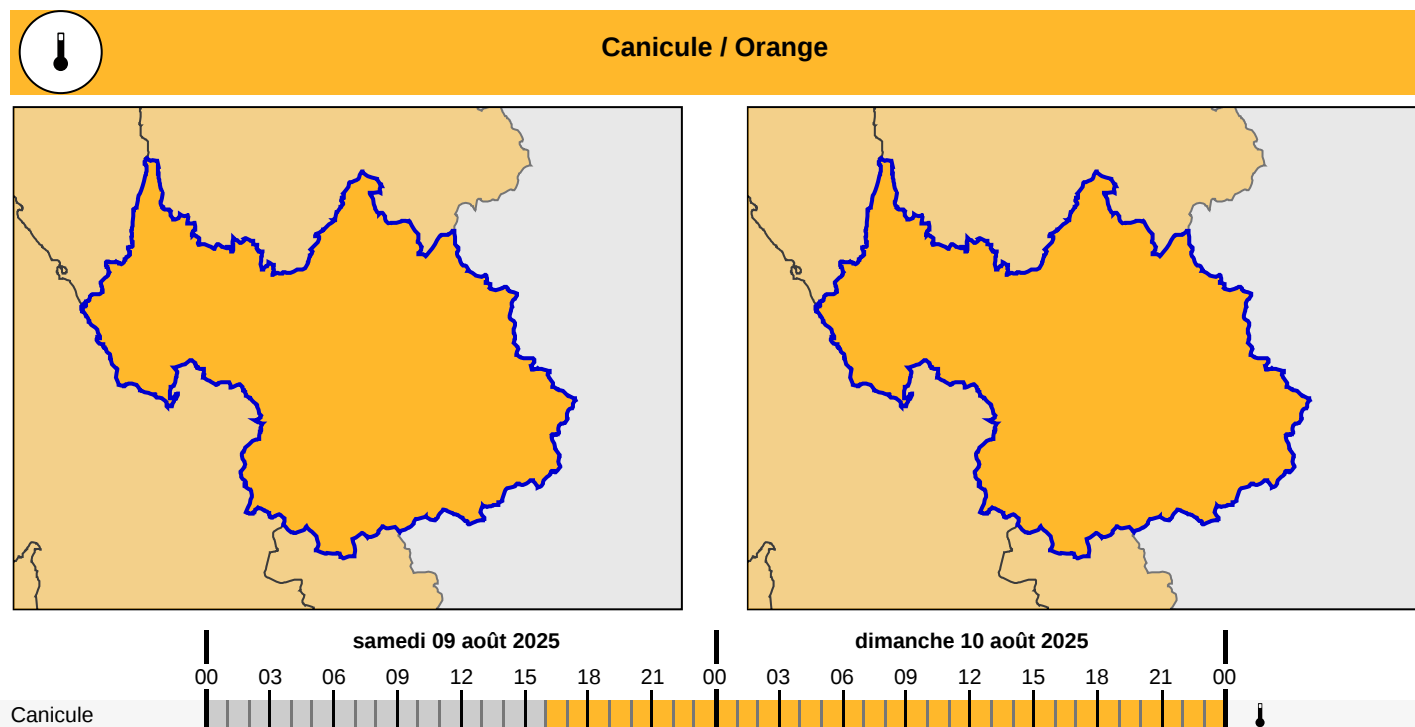 Canicule / Orange
samedi 09 août 2025 dimanche 10 août 2025
00 03 06 09 12 15 18 21 00 03 06 09 12 15 18 21 00
Canicule